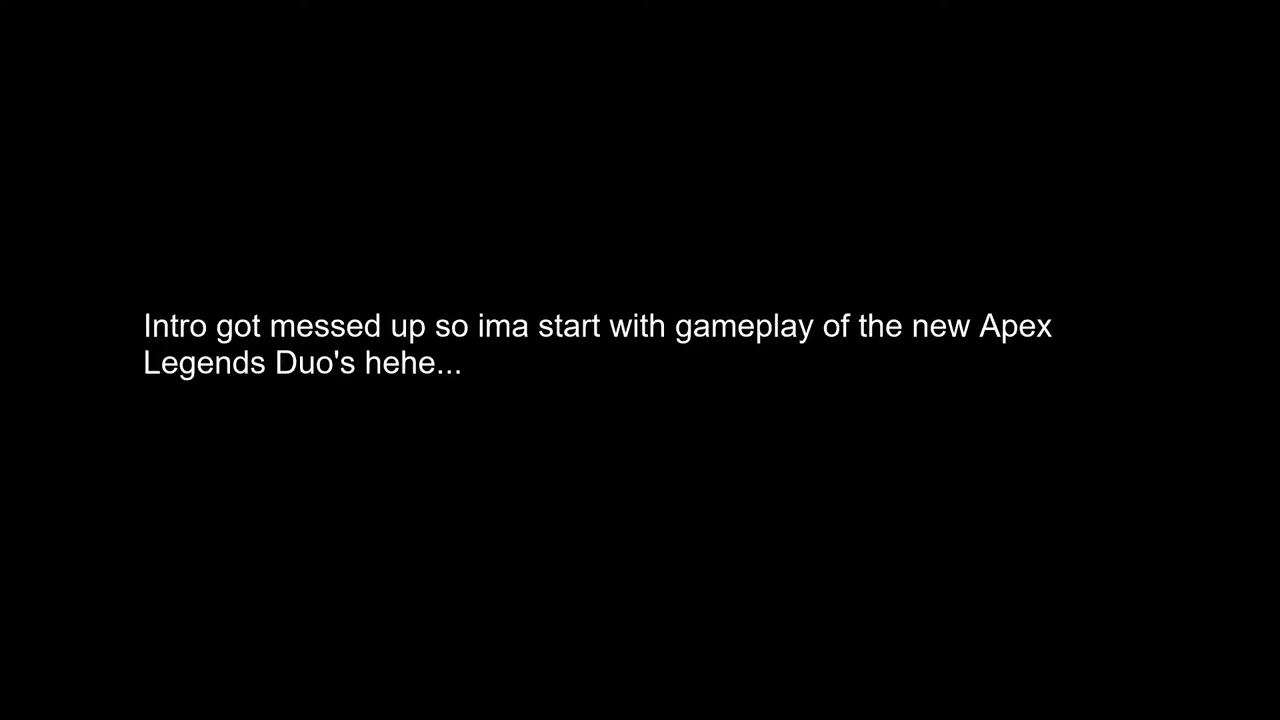 Intro got messed up so ima start with gameplay of the new Apex
Legends Duo's hehe...